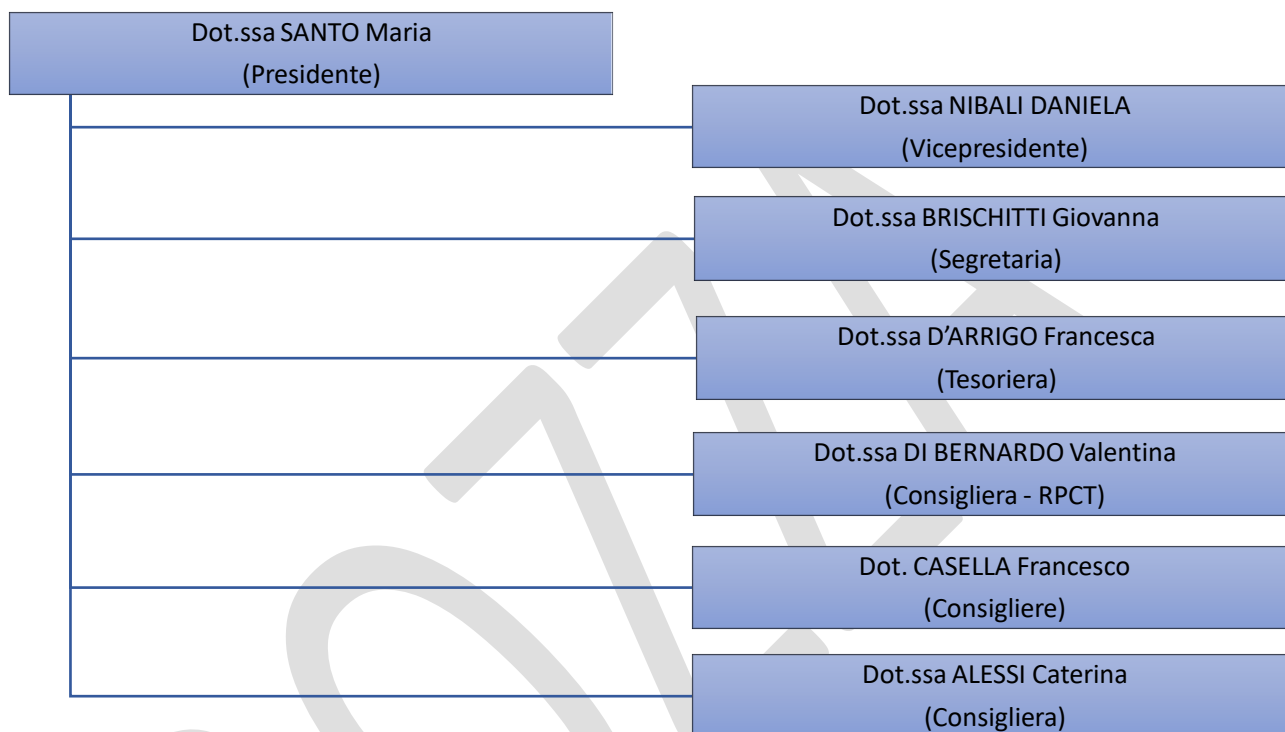 Dot.ssa SANTO Maria
(Presidente)
Dot.ssa NIBALI DANIELA
(Vicepresidente)
Dot.ssa BRISCHITTI Giovanna
(Segretaria)
Dot.ssa D’ARRIGO Francesca
(Tesoriera)
Dot.ssa DI BERNARDO Valentina
(Consigliera - RPCT)
Dot. CASELLA Francesco
(Consigliere)
Dot.ssa ALESSI Caterina
(Consigliera)